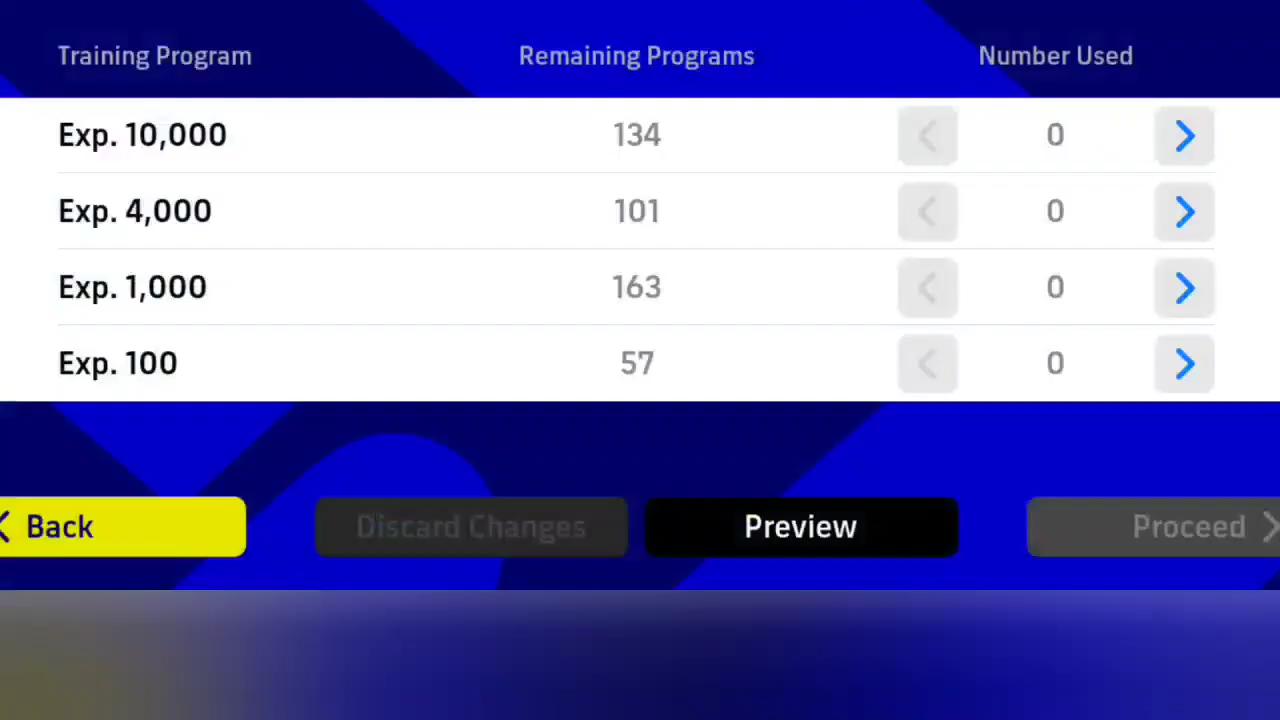 Training Program Remaining Programs Number Used
Exp. 10,000 134 0
Exp. 4,000 101 0
Exp. 1,000 163 0
Exp. 100 57 0
Back Discard Changes Preview Proceed